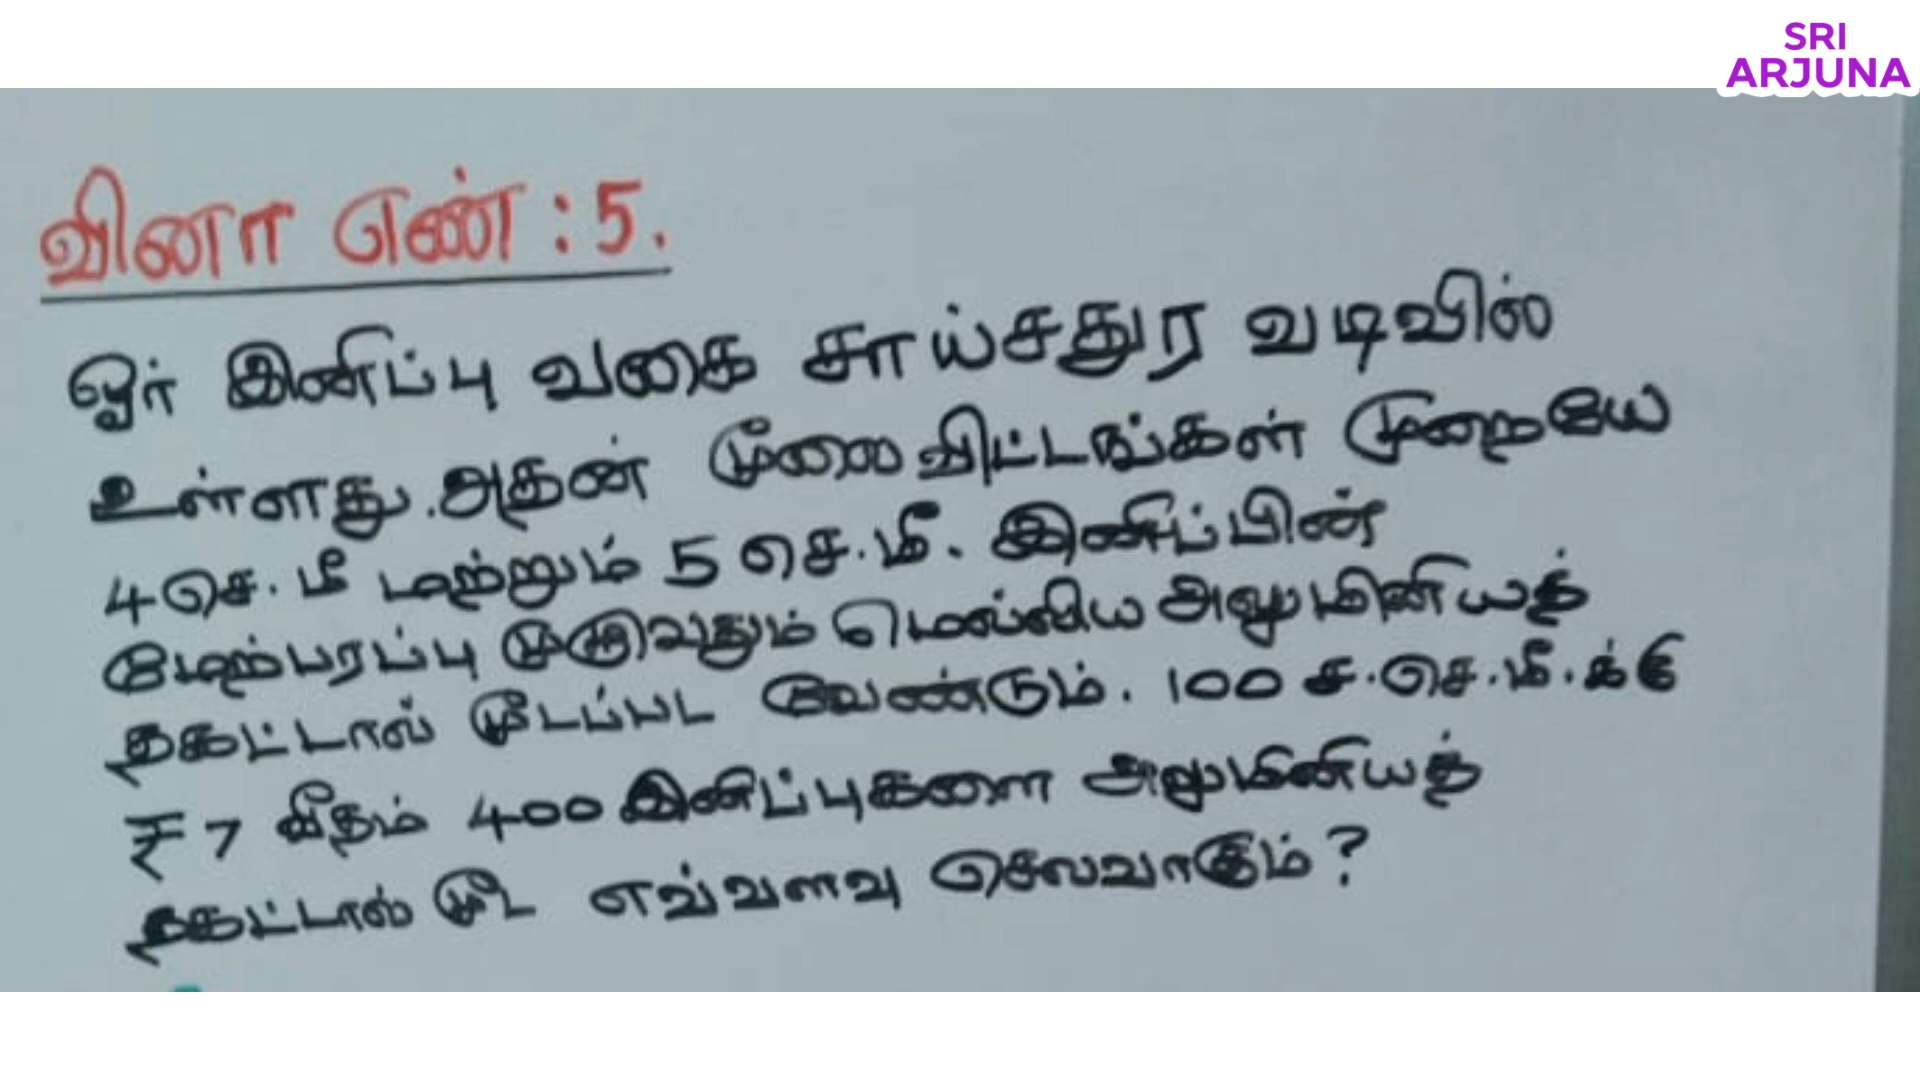 SRI
ARJUNA
வினா எண் : 5.
ஓர் இனிப்பு வகை சாய்சதுர வடிவில்
உள்ளது. அதன் மூலைவிட்டங்கள் முறையே
4 செ.மீ மற்றும் 5 செ.மீ. இனிப்பின்
மேற்பரப்பு முழுவதும் மெல்லிய அலுமினியத்
தகட்டால் மூடப்பட வேண்டும். 100 ச.செ.மீ.க்கு
₹ 7 வீதம் 400 இனிப்புகளை அலுமினியத்
தகட்டால் மூட எவ்வளவு செலவாகும்?